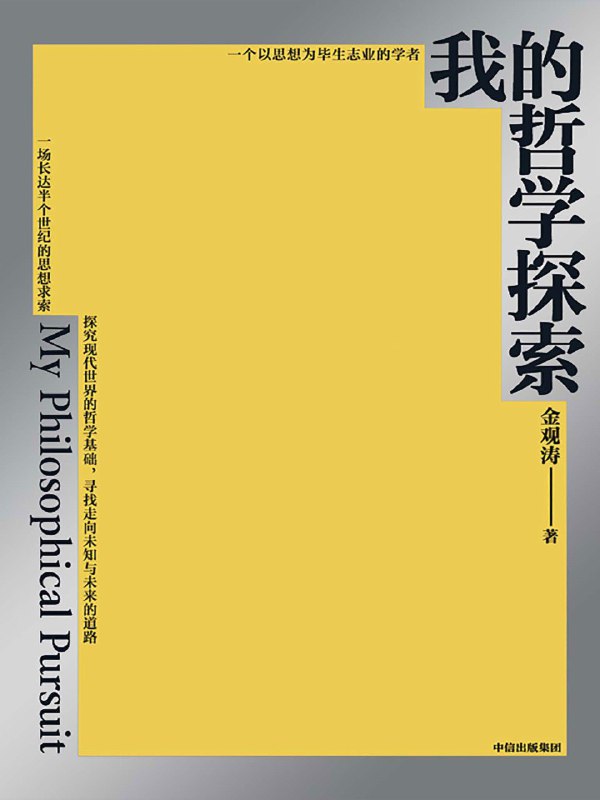 我的哲学探索
一个以思想为毕生志业的学者
一场长达半个世纪的思想求索
My Philosophical Pursuit
探究现代世界的哲学基础，寻找走向未知与未来的道路
金观涛——著
中信出版集团